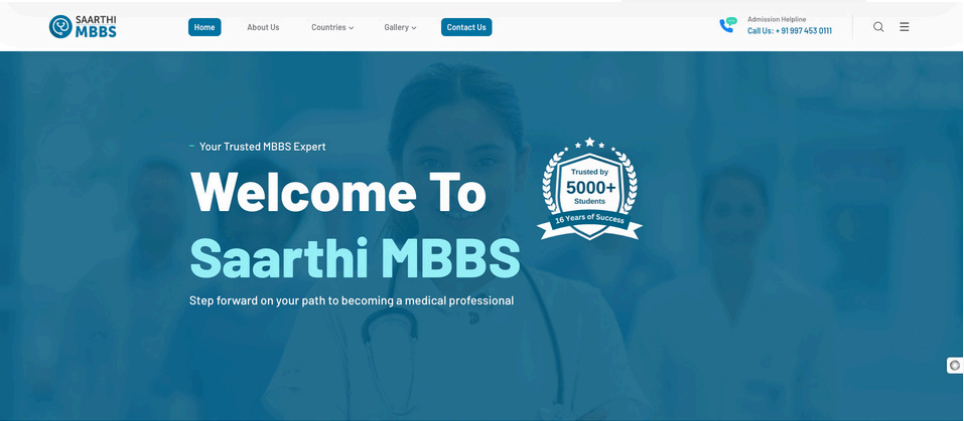 SAARTHI
MBBS
Home
About Us
Countries
Gallery
Contact Us
Admission Helpline
Call Us: + 91 997 453 0111
– Your Trusted MBBS Expert
Welcome To
Saarthi MBBS
Step forward on your path to becoming a medical professional
Trusted by
5000+
Students
16 Years of Success